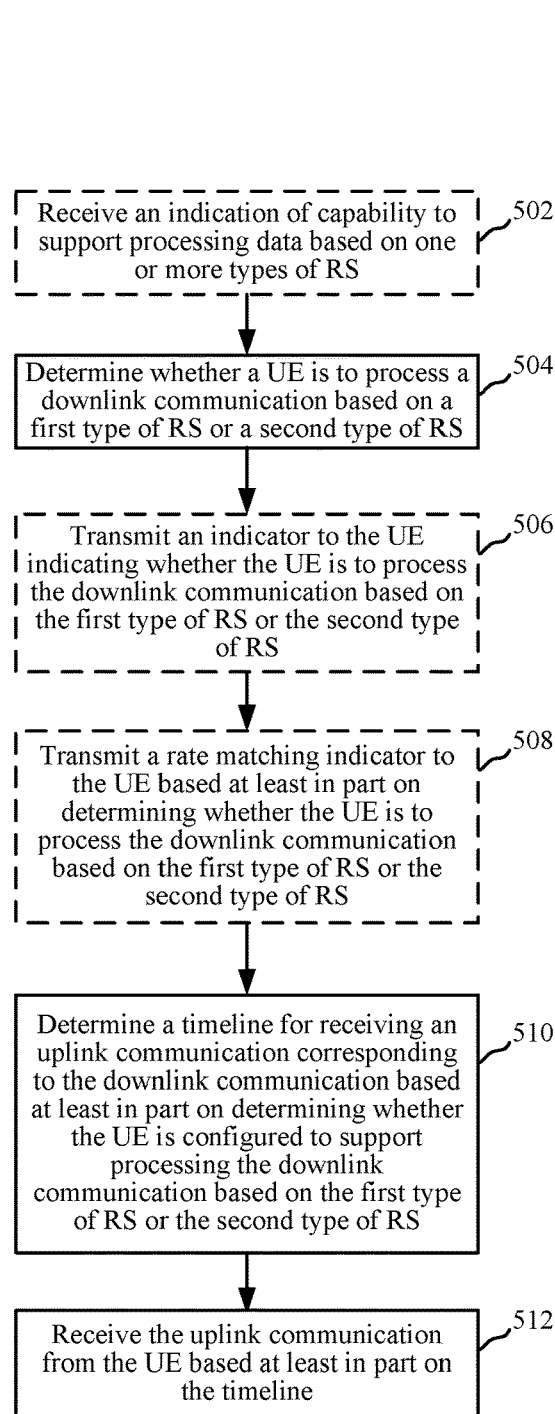 Receive an indication of capability to
support processing data based on one
or more types of RS
502
Determine whether a UE is to process a
downlink communication based on a
first type of RS or a second type of RS
504
Transmit an indicator to the UE
indicating whether the UE is to process
the downlink communication based on
the first type of RS or the second type
of RS
506
Transmit a rate matching indicator to
the UE based at least in part on
determining whether the UE is to
process the downlink communication
based on the first type of RS or the
second type of RS
508
Determine a timeline for receiving an
uplink communication corresponding
to the downlink communication based
at least in part on determining whether
the UE is configured to support
processing the downlink
communication based on the first type
of RS or the second type of RS
510
Receive the uplink communication
from the UE based at least in part on
the timeline
512